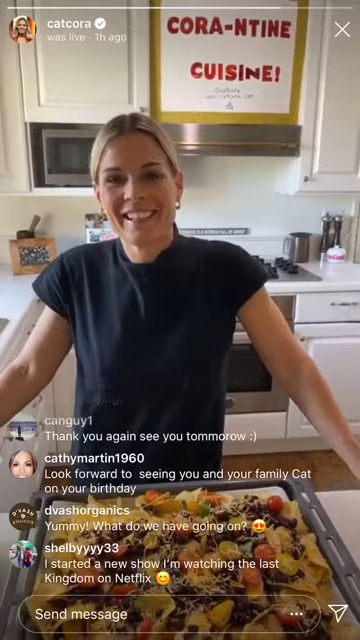 catcora
was live · 1h ago
CORA-NTINE
CUISINE!
canguy1
Thank you again see you tommorow :)
cathymartin1960
Look forward to seeing you and your family Cat
on your birthday
D'VASH
dvashorganics
Yummy! What do we have going on? 😍
shelbyyyy33
I started a new show I'm watching the last
Kingdom on Netflix 😊
Send message